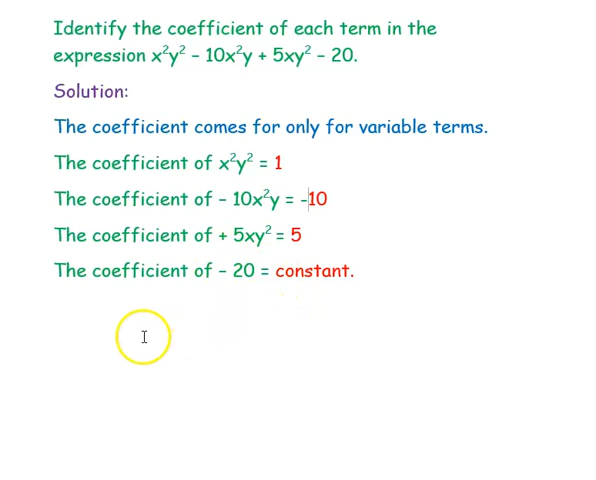 Identify the coefficient of each term in the
expression x²y² – 10x²y + 5xy² – 20.
Solution:
The coefficient comes for only for variable terms.
The coefficient of x²y² = 1
The coefficient of – 10x²y = -10
The coefficient of + 5xy² = 5
The coefficient of – 20 = constant.